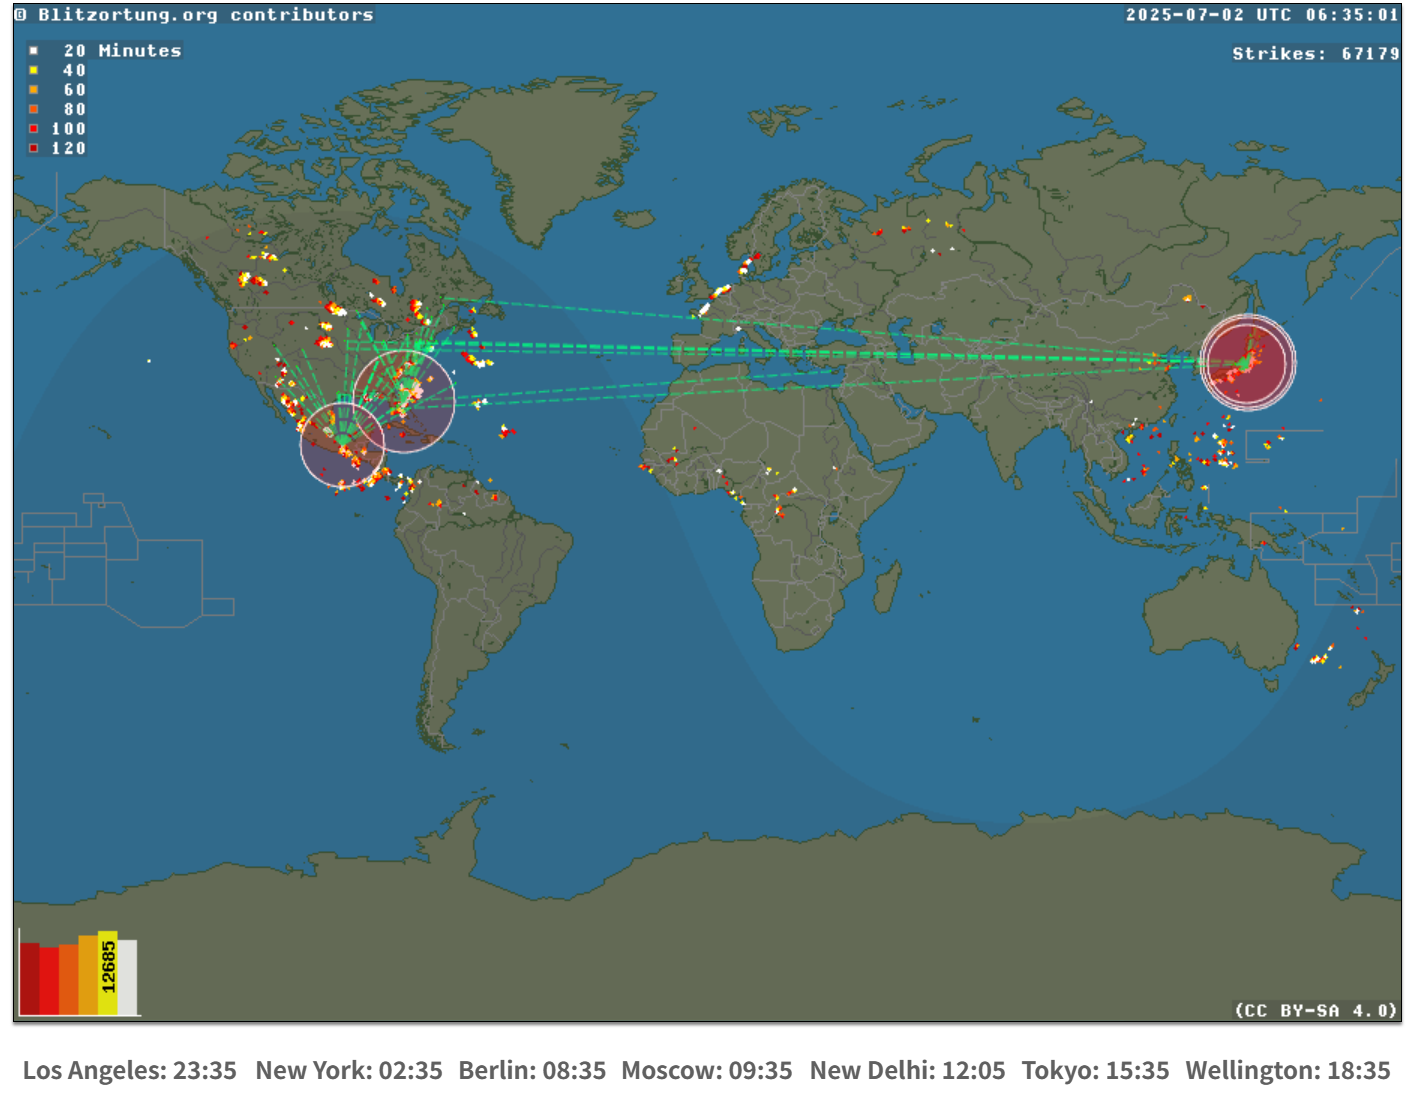 © Blitzortung.org contributors
2025-07-02 UTC 06:35:01
20 Minutes
Strikes: 67179
40
60
80
100
120
12685
(CC BY-SA 4.0)
Los Angeles: 23:35 New York: 02:35 Berlin: 08:35 Moscow: 09:35 New Delhi: 12:05 Tokyo: 15:35 Wellington: 18:35